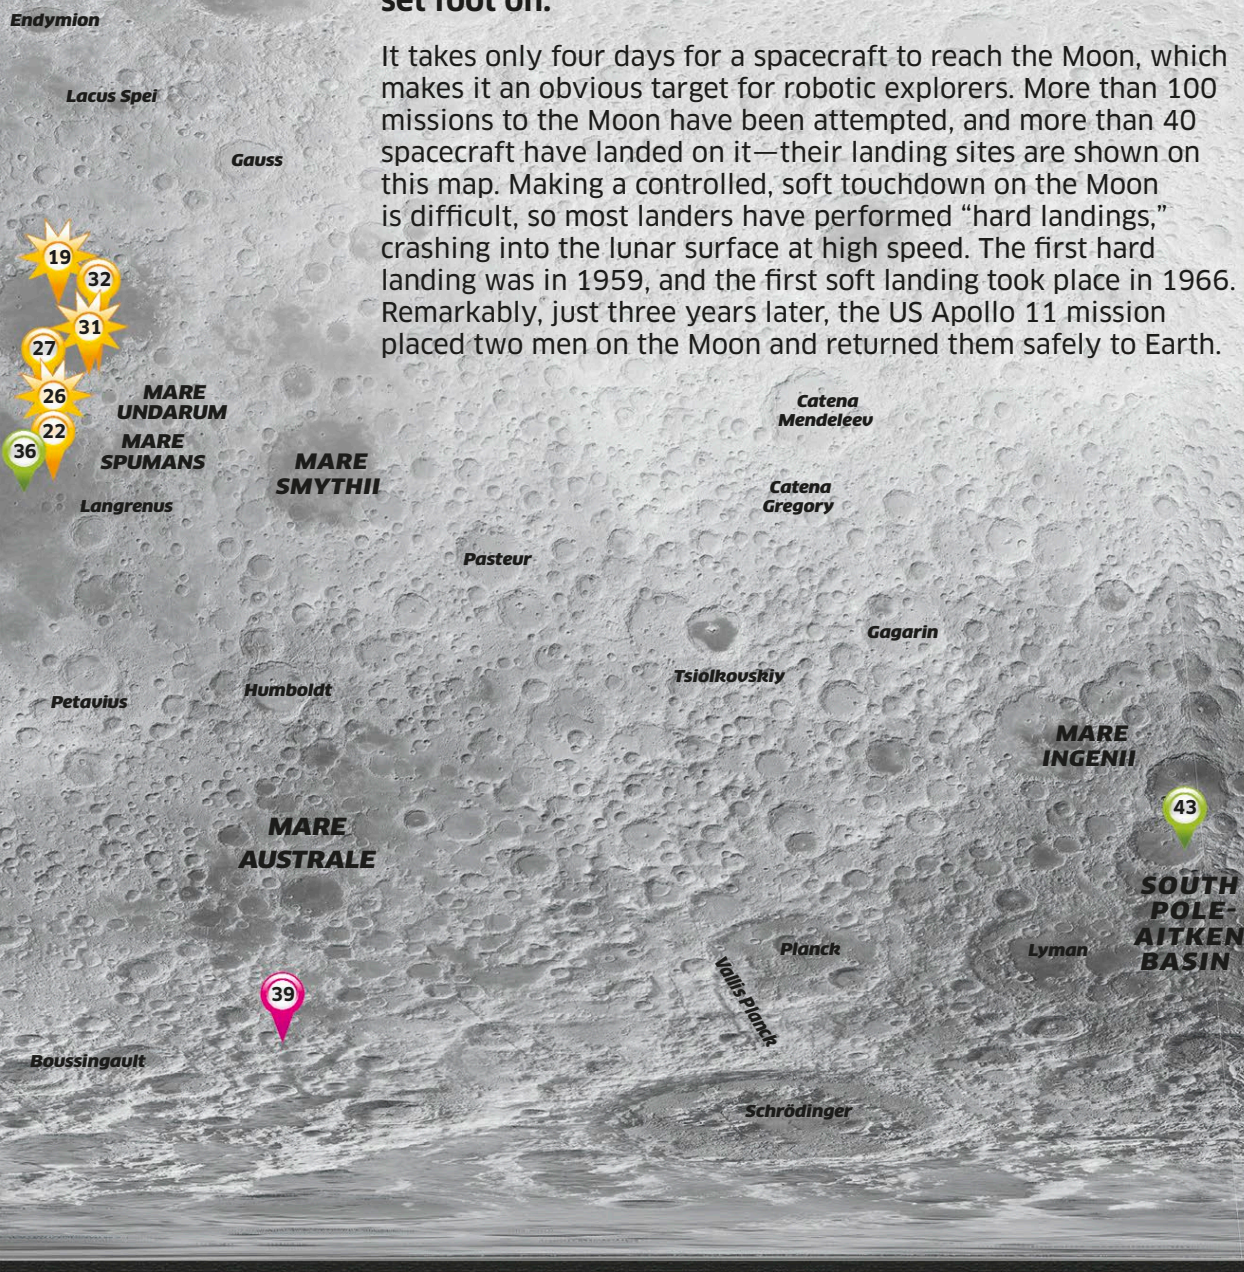 set foot on.
It takes only four days for a spacecraft to reach the Moon, which
makes it an obvious target for robotic explorers. More than 100
missions to the Moon have been attempted, and more than 40
spacecraft have landed on it—their landing sites are shown on
this map. Making a controlled, soft touchdown on the Moon
is difficult, so most landers have performed “hard landings,”
crashing into the lunar surface at high speed. The first hard
landing was in 1959, and the first soft landing took place in 1966.
Remarkably, just three years later, the US Apollo 11 mission
placed two men on the Moon and returned them safely to Earth.
Endymion
Lacus Spei
Gauss
19
32
31
27
26
22
36
MARE
UNDARUM
MARE
SPUMANS
Langrenus
MARE
SMYTHII
Catena
Mendeleev
Catena
Gregory
Pasteur
Gagarin
Tsiolkovskiy
Petavius
Humboldt
MARE
INGENII
43
MARE
AUSTRALE
SOUTH
POLE-
AITKEN
BASIN
Planck
Lyman
Vallis Planck
39
Boussingault
Schrödinger